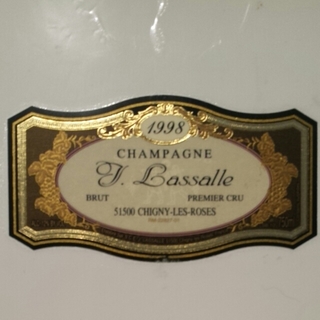 1998
CHAMPAGNE
J. Lassalle
BRUT PREMIER CRU
51500 CHIGNY-LES-ROSES